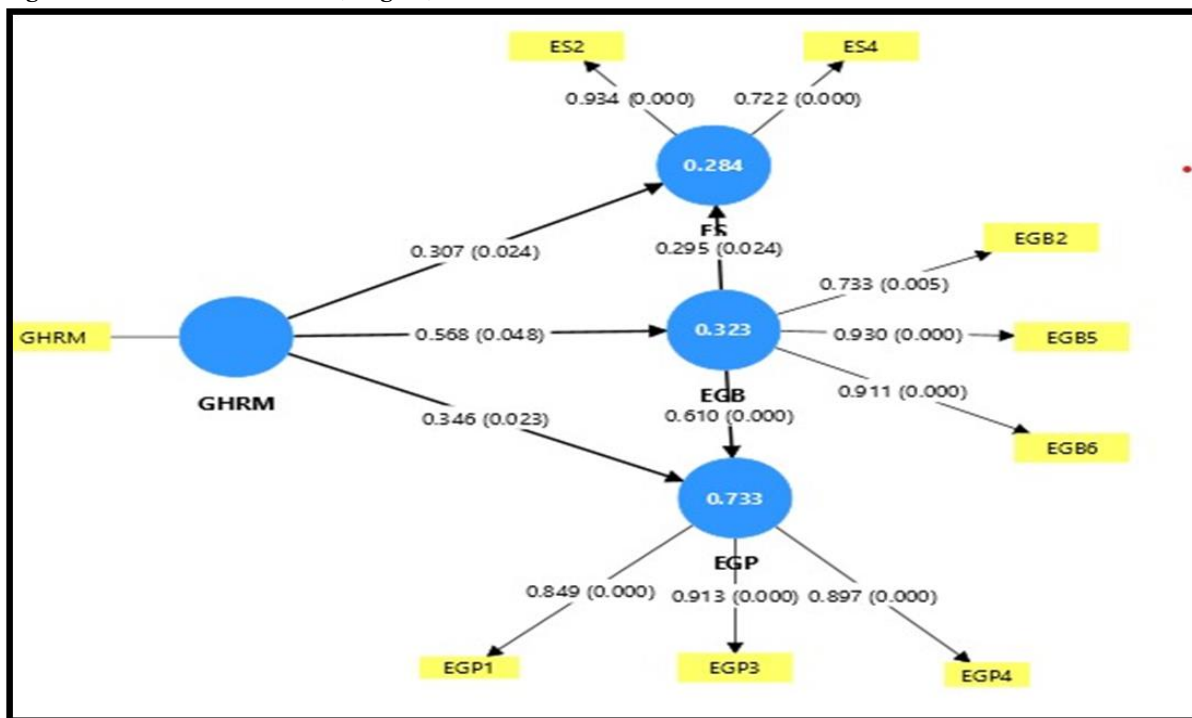 ES2
ES4
0.934 (0.000)
0.722 (0.000)
0.284
ES
0.307 (0.024)
0.295 (0.024)
EGB2
0.733 (0.005)
GHRM
0.568 (0.048)
0.323
0.930 (0.000)
EGB5
GHRM
EGB
0.911 (0.000)
0.346 (0.023)
0.610 (0.000)
EGB6
0.733
EGP
0.849 (0.000)
0.913 (0.000)
0.897 (0.000)
EGP1
EGP3
EGP4